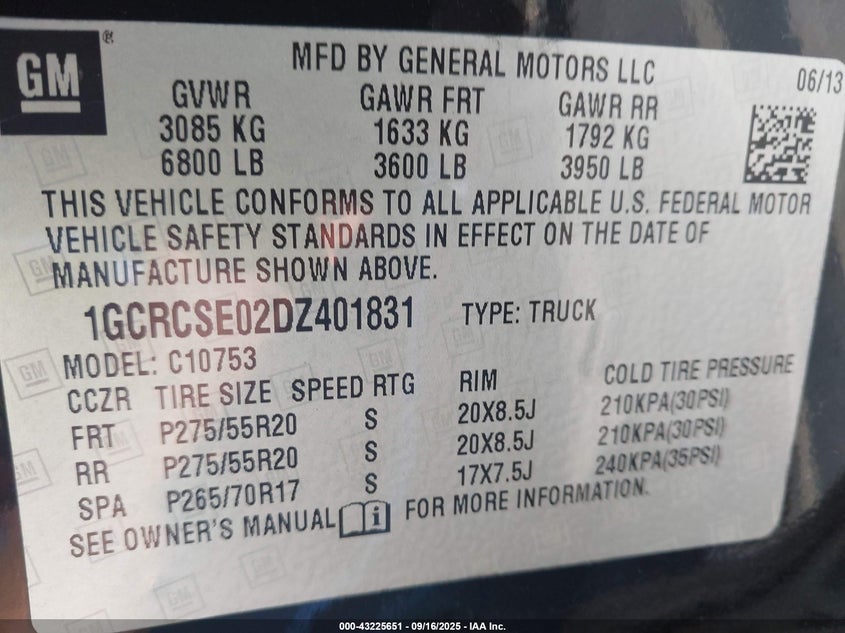 GM ®
MFD BY GENERAL MOTORS LLC
06/13
GVWR GAWR FRT GAWR RR
3085 KG 1633 KG 1792 KG
6800 LB 3600 LB 3950 LB
THIS VEHICLE CONFORMS TO ALL APPLICABLE U.S. FEDERAL MOTOR
VEHICLE SAFETY STANDARDS IN EFFECT ON THE DATE OF
MANUFACTURE SHOWN ABOVE.
1GCRCSE02DZ401831 TYPE: TRUCK
MODEL: C10753
CCZR TIRE SIZE SPEED RTG RIM COLD TIRE PRESSURE
FRT P275/55R20 S 20X8.5J 210KPA(30PSI)
RR P275/55R20 S 20X8.5J 210KPA(30PSI)
SPA P265/70R17 S 17X7.5J 240KPA(35PSI)
SEE OWNER'S MANUAL i FOR MORE INFORMATION.
000-43225651 | 09/16/2025 | IAA Inc.